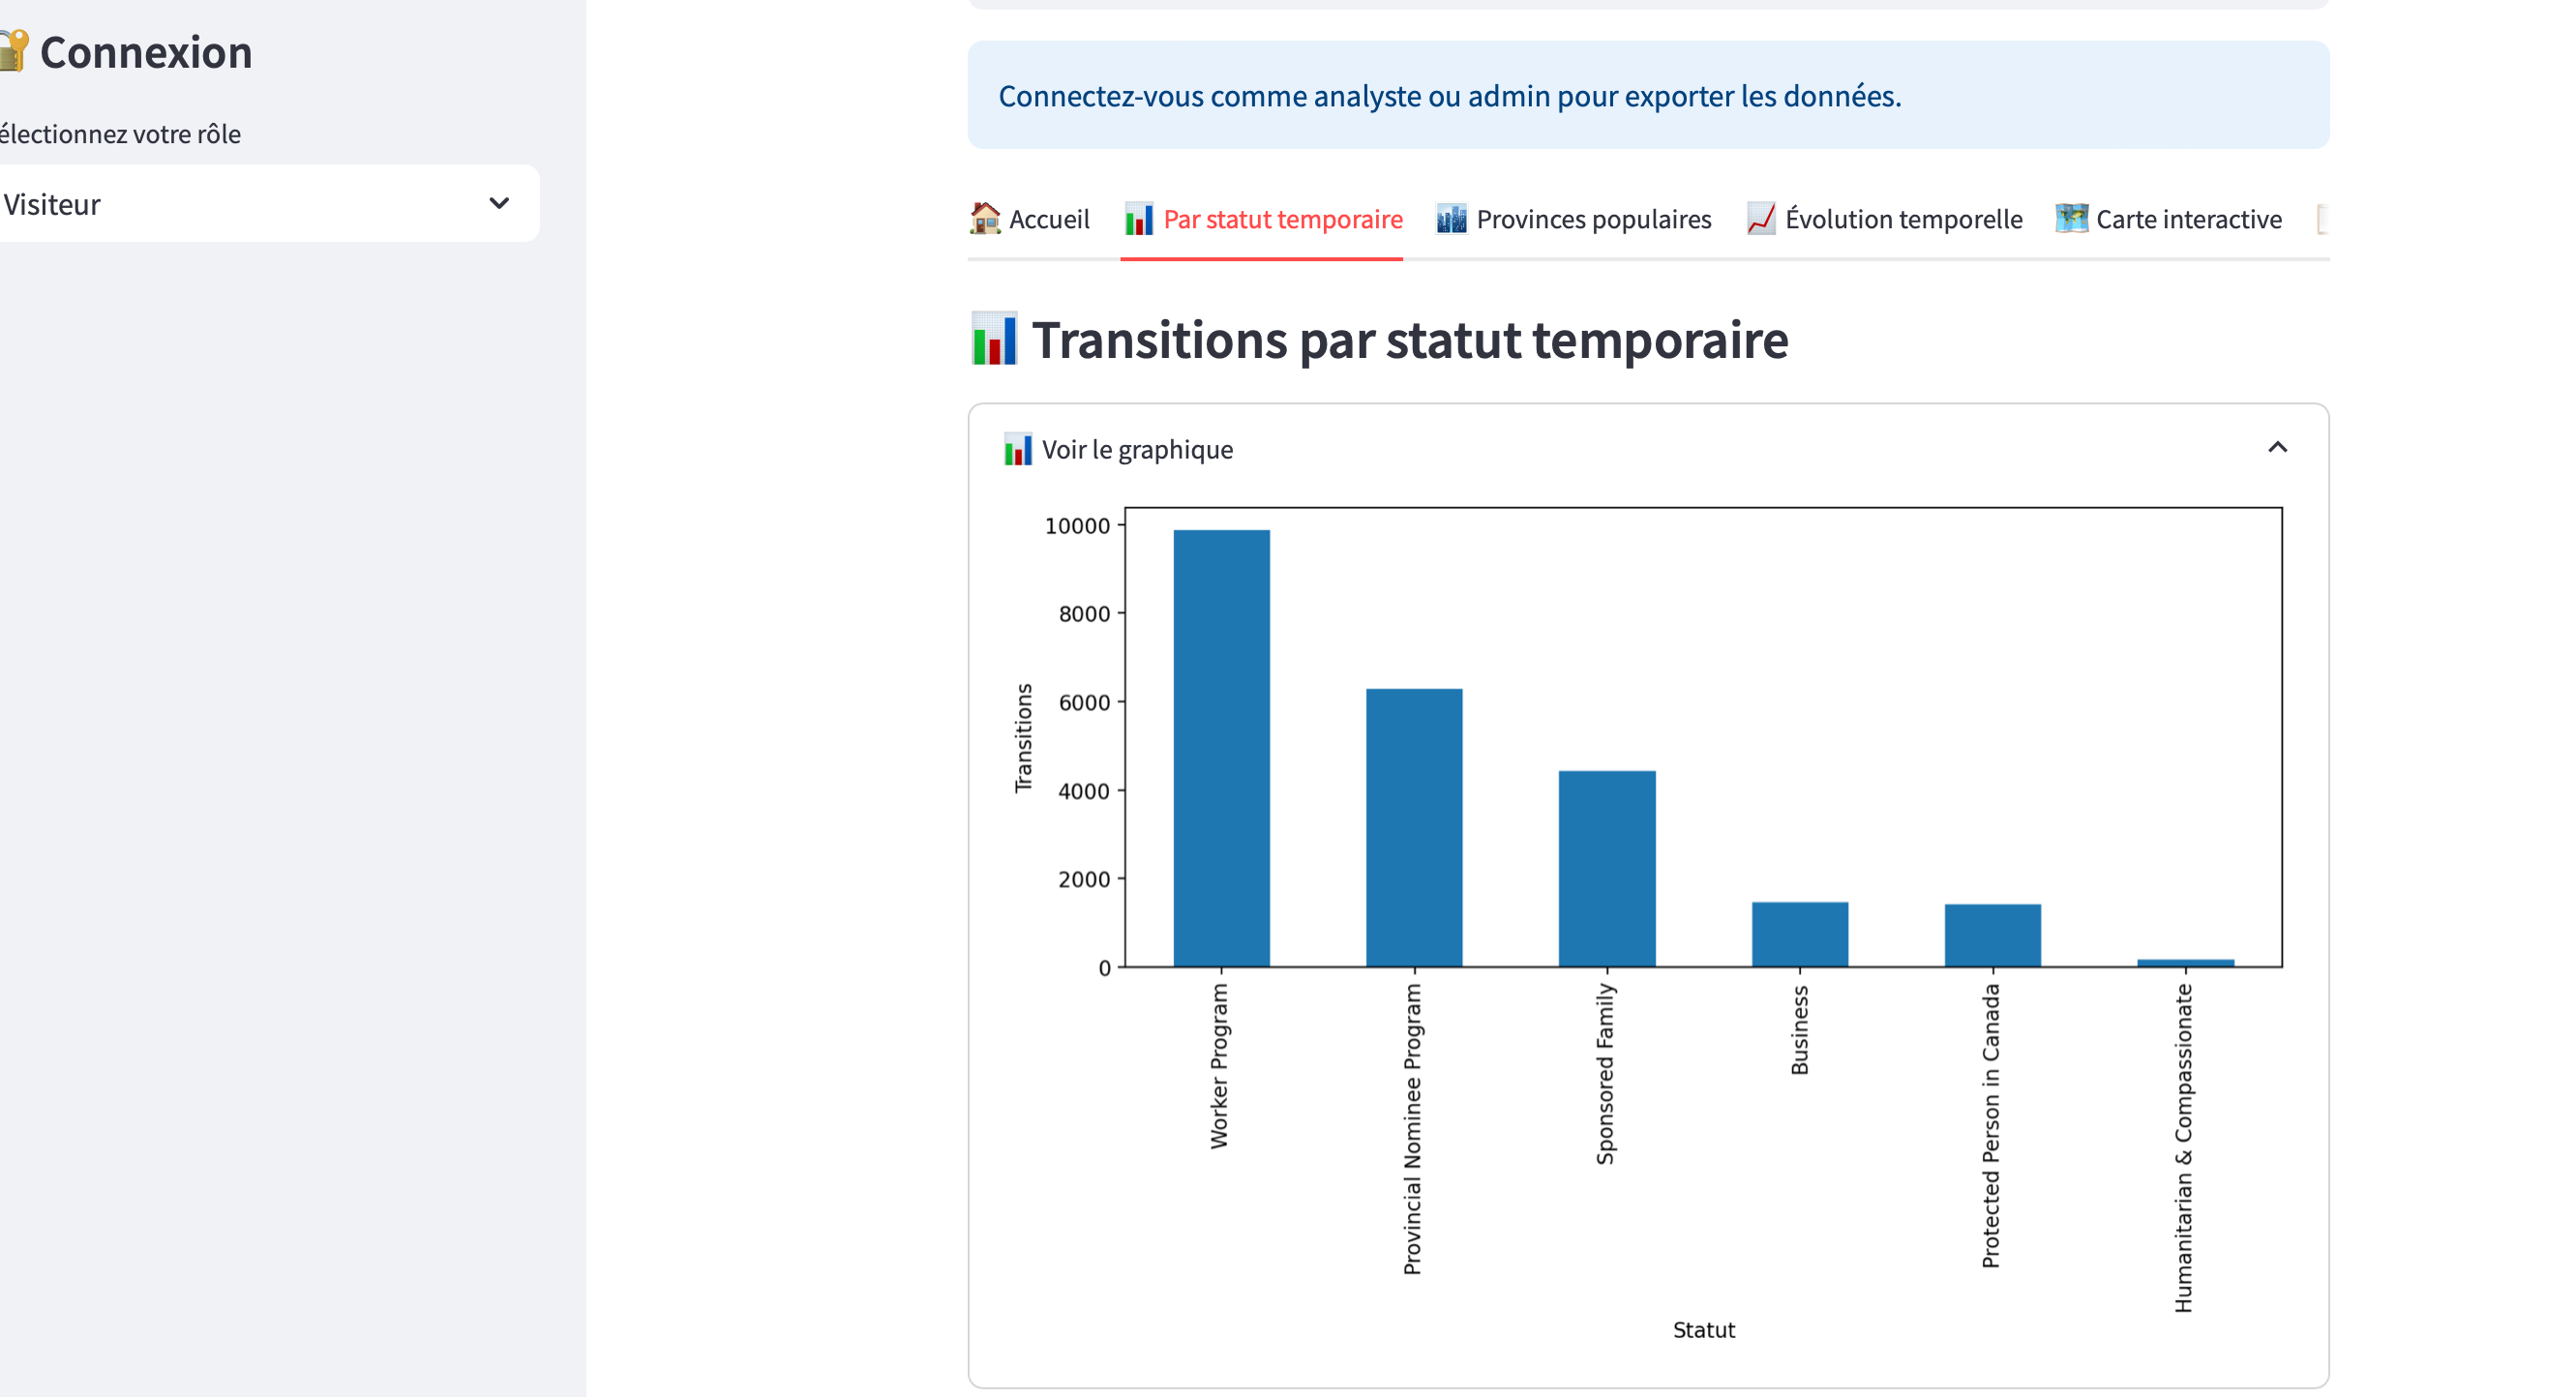 Connexion
électionnez votre rôle
Visiteur
Connectez-vous comme analyste ou admin pour exporter les données.
Accueil
Par statut temporaire
Provinces populaires
Évolution temporelle
Carte interactive
Transitions par statut temporaire
Voir le graphique
10000
8000
6000
4000
2000
0
Transitions
Worker Program
Provincial Nominee Program
Sponsored Family
Business
Protected Person in Canada
Humanitarian & Compassionate
Statut